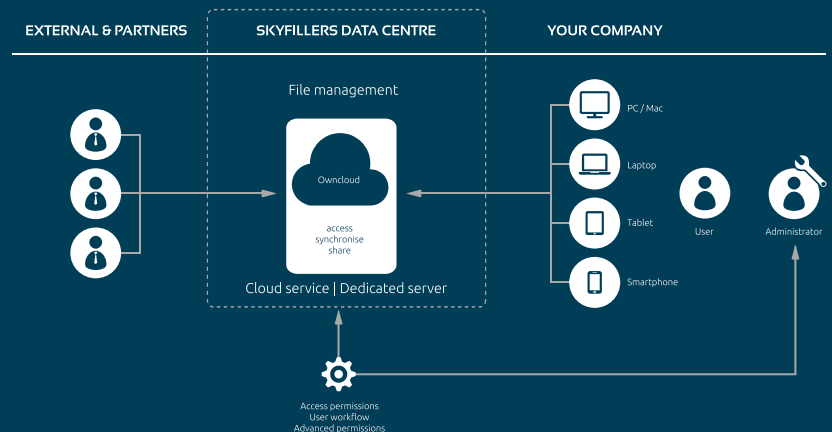 EXTERNAL & PARTNERS
SKYFILLERS DATA CENTRE
YOUR COMPANY
File management
Owncloud
access
synchronise
share
Cloud service | Dedicated server
PC / Mac
Laptop
Tablet
Smartphone
User
Administrator
Access permissions
User workflow
Advanced permissions